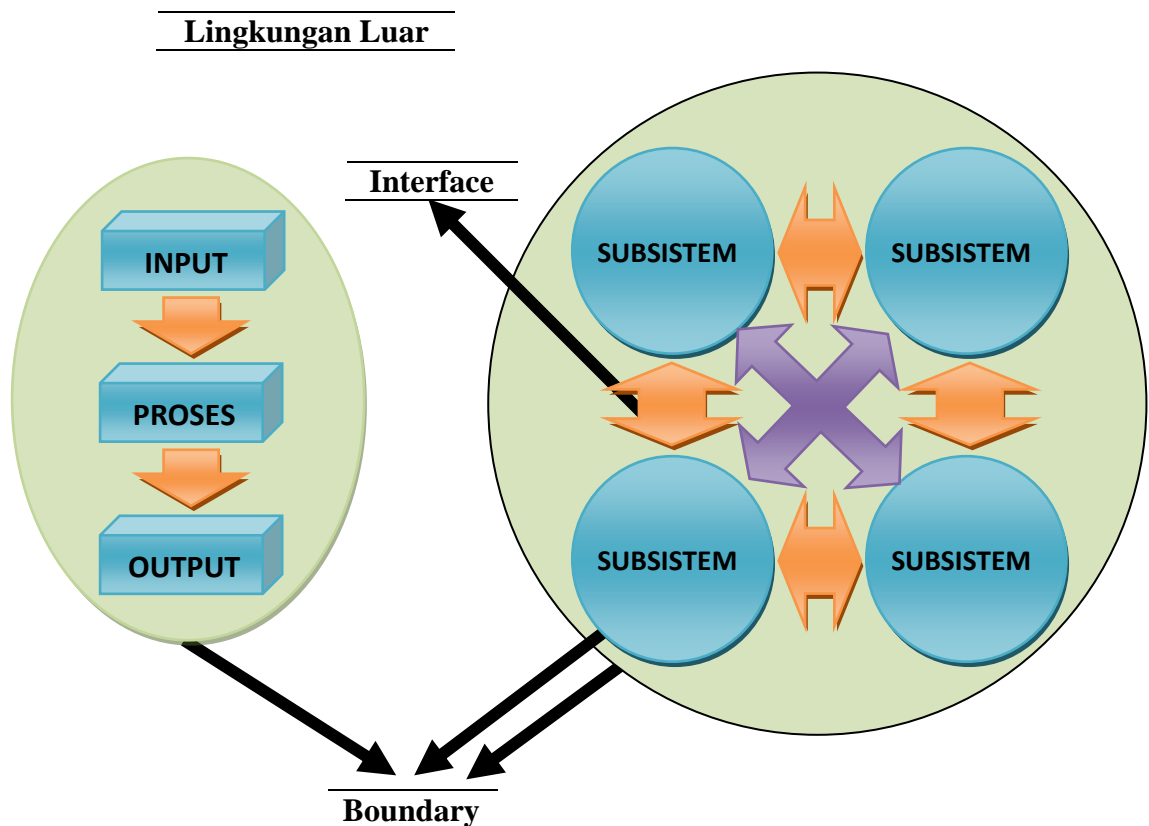 Lingkungan Luar
Interface
INPUT
PROSES
OUTPUT
SUBSISTEM
SUBSISTEM
SUBSISTEM
SUBSISTEM
Boundary